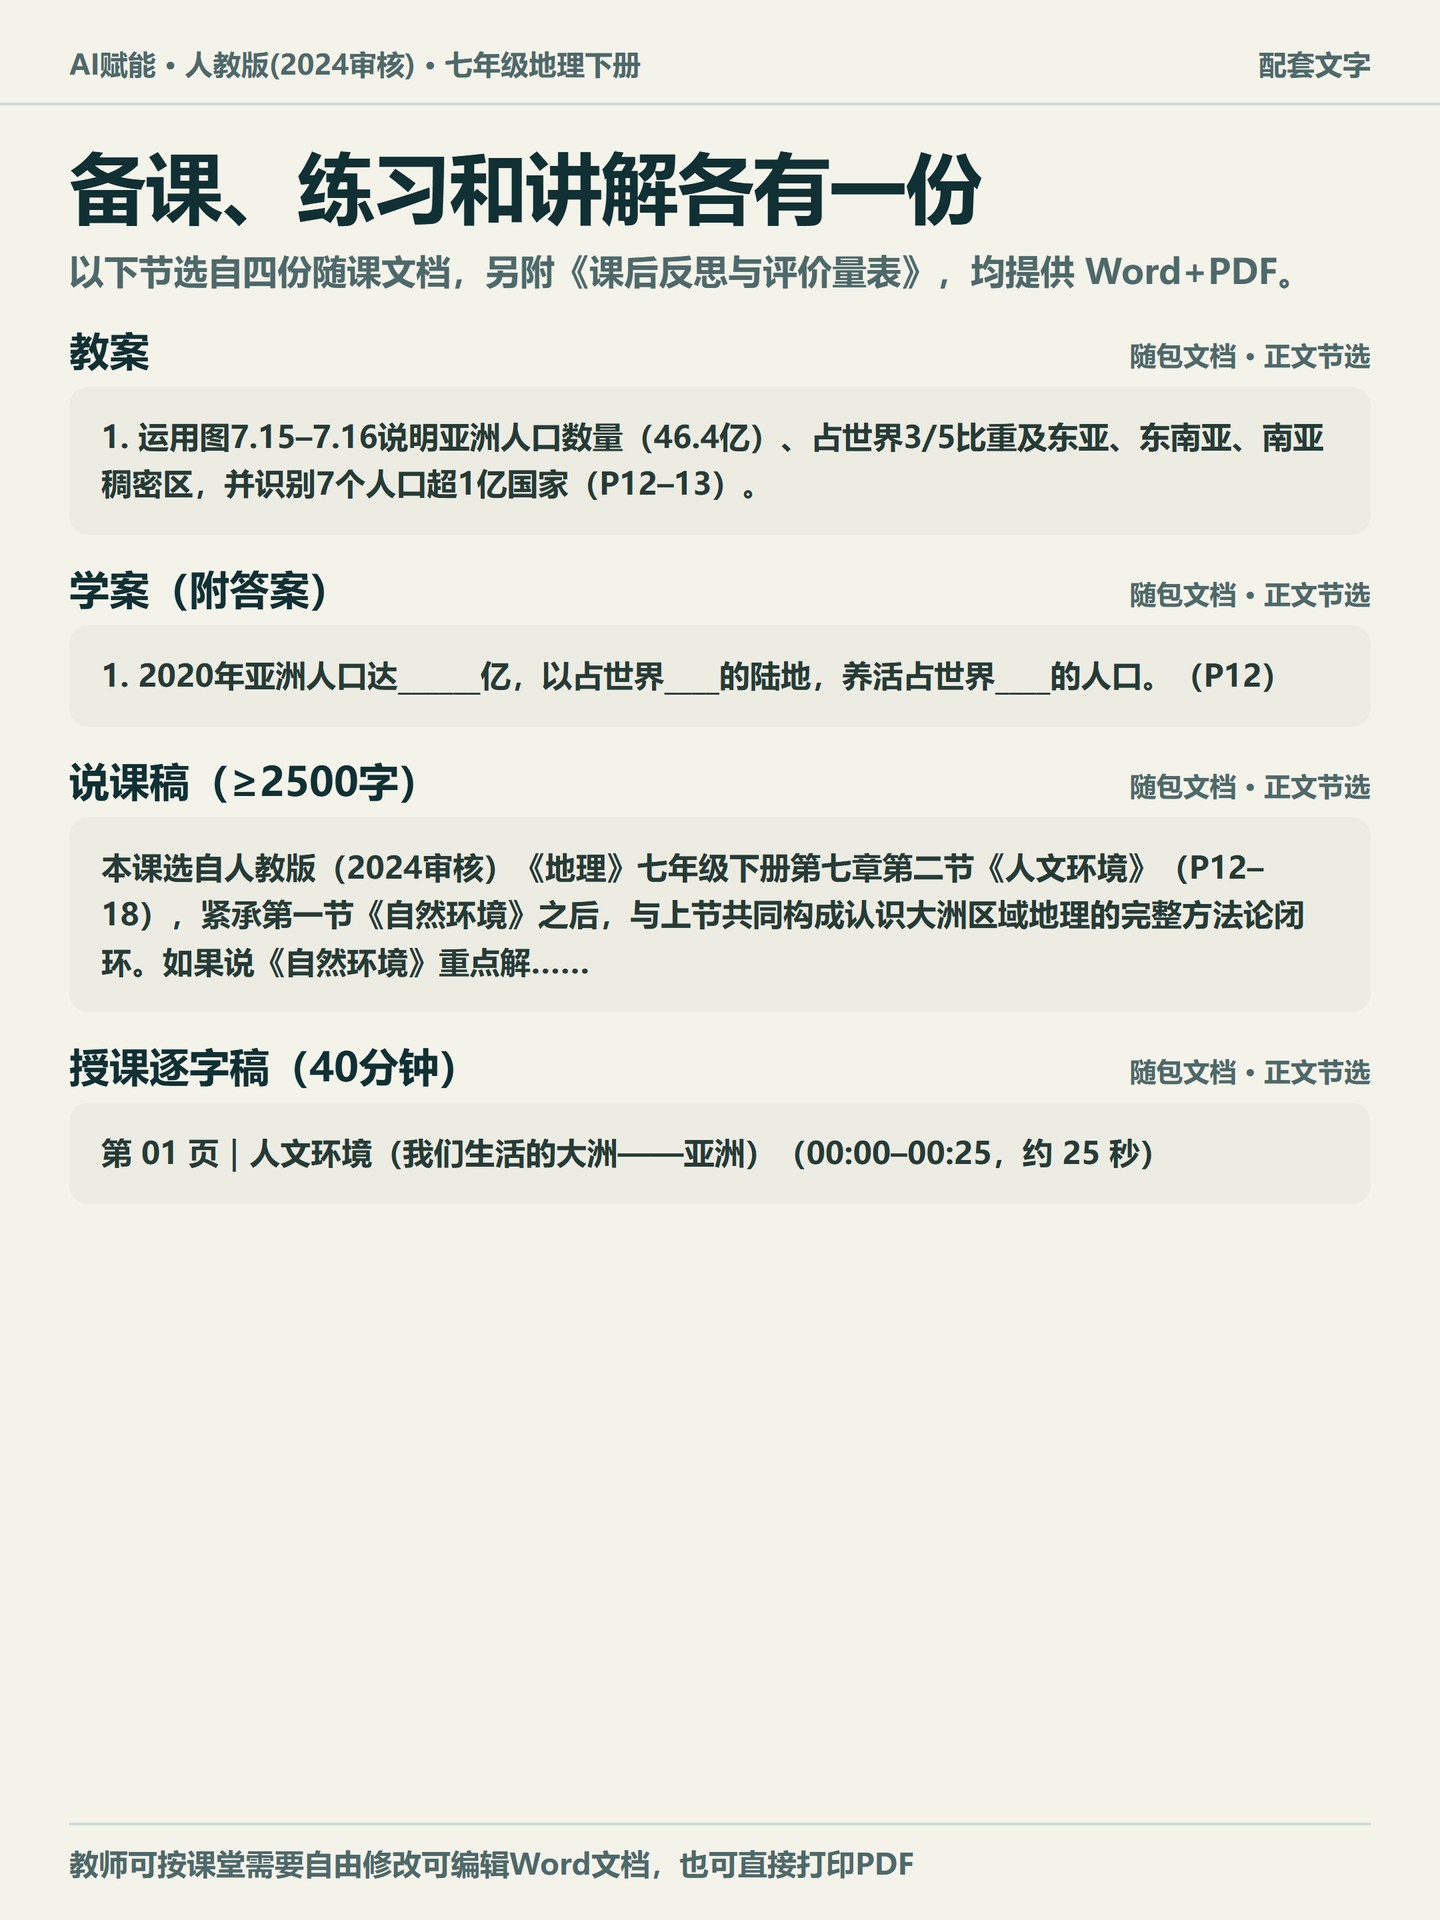 AI赋能 • 人教版(2024审核) • 七年级地理下册
配套文字
备课、练习和讲解各有一份
以下节选自四份随课文档，另附《课后反思与评价量表》，均提供 Word+PDF。
教案
随包文档 • 正文节选
1. 运用图7.15–7.16说明亚洲人口数量（46.4亿）、占世界3/5比重及东亚、东南亚、南亚
稠密区，并识别7个人口超1亿国家（P12–13）。
学案（附答案）
随包文档 • 正文节选
1. 2020年亚洲人口达______亿，以占世界____的陆地，养活占世界____的人口。（P12）
说课稿（≥2500字）
随包文档 • 正文节选
本课选自人教版（2024审核）《地理》七年级下册第七章第二节《人文环境》（P12–
18），紧承第一节《自然环境》之后，与上节共同构成认识大洲区域地理的完整方法论闭
环。如果说《自然环境》重点解……
授课逐字稿（40分钟）
随包文档 • 正文节选
第 01 页｜人文环境（我们生活的大洲——亚洲）（00:00–00:25，约 25 秒）
教师可按课堂需要自由修改可编辑Word文档，也可直接打印PDF